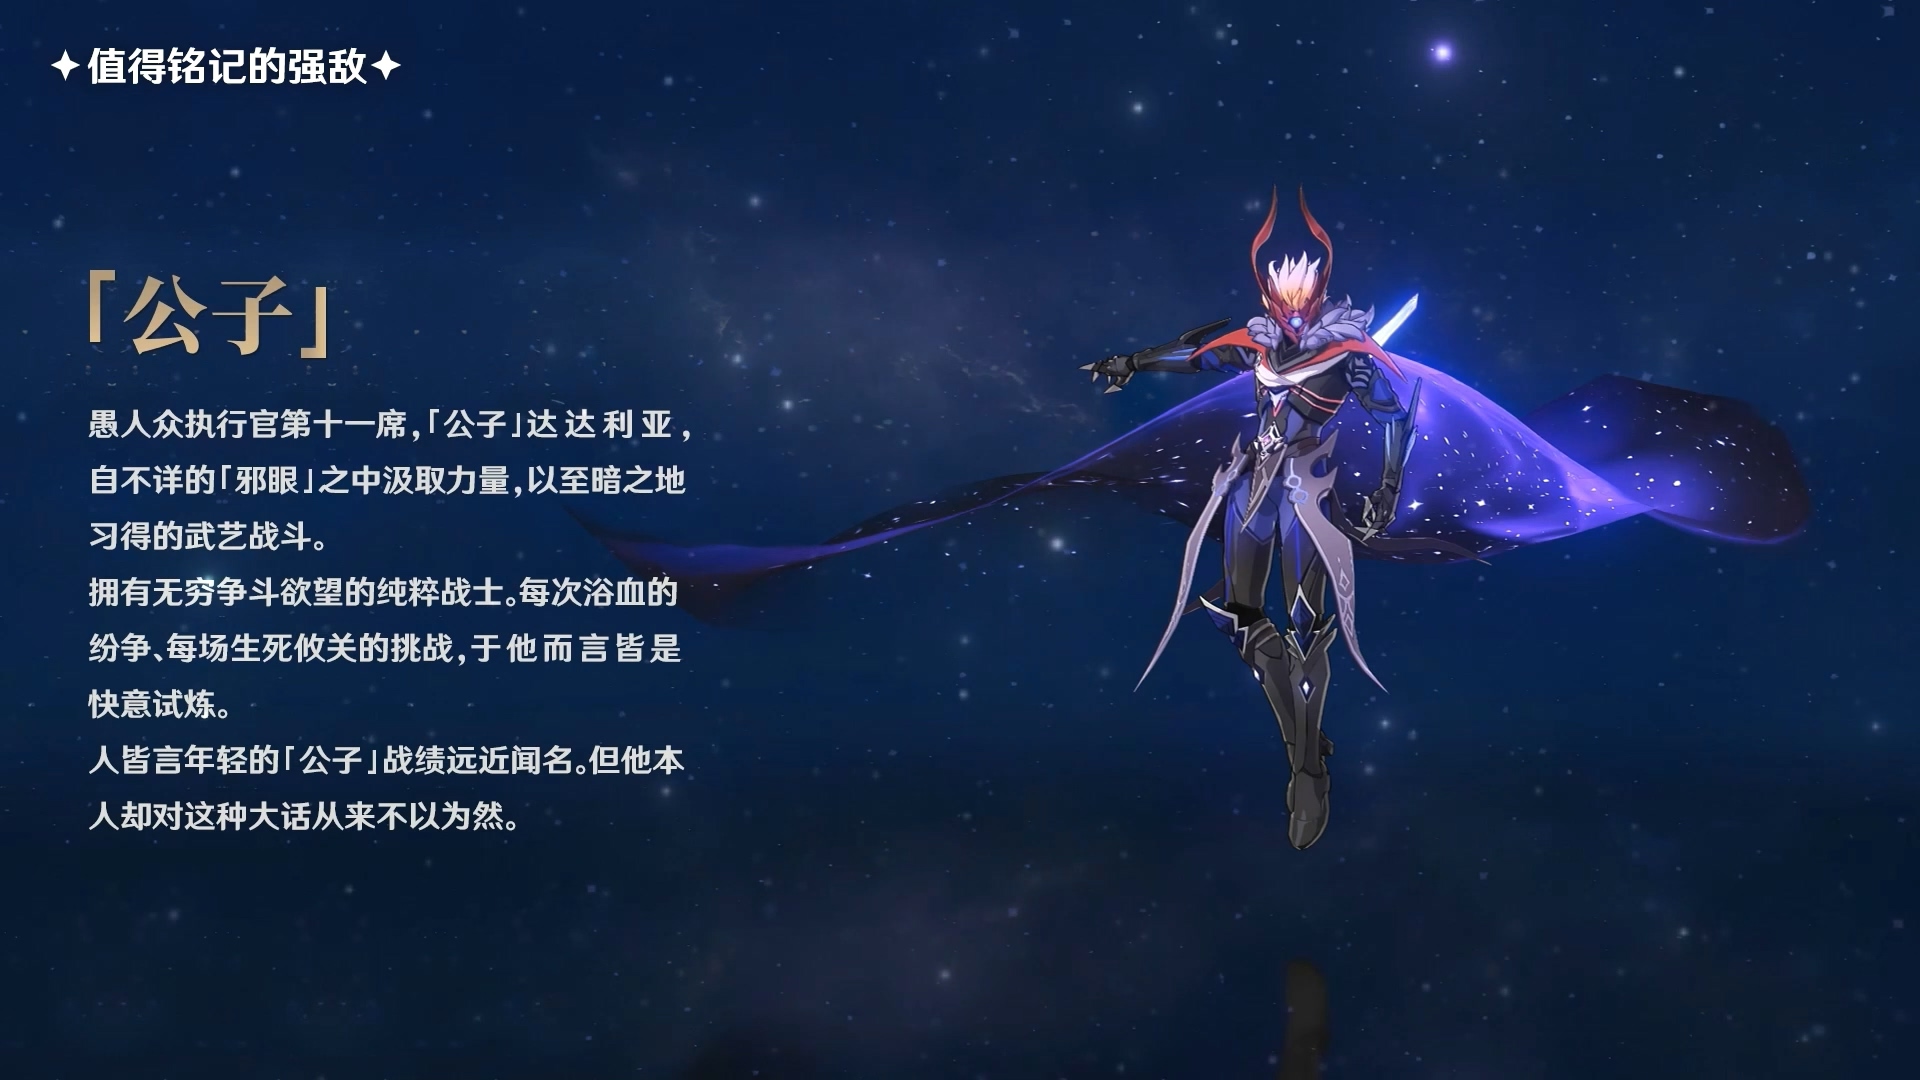 ✦值得铭记的强敌✦
「公子」
愚人众执行官第十一席，「公子」达达利亚，
自不详的「邪眼」之中汲取力量，以至暗之地
习得的武艺战斗。
拥有无穷争斗欲望的纯粹战士。每次浴血的
纷争、每场生死攸关的挑战，于他而言皆是
快意试炼。
人皆言年轻的「公子」战绩远近闻名。但他本
人却对这种大话从来不以为然。